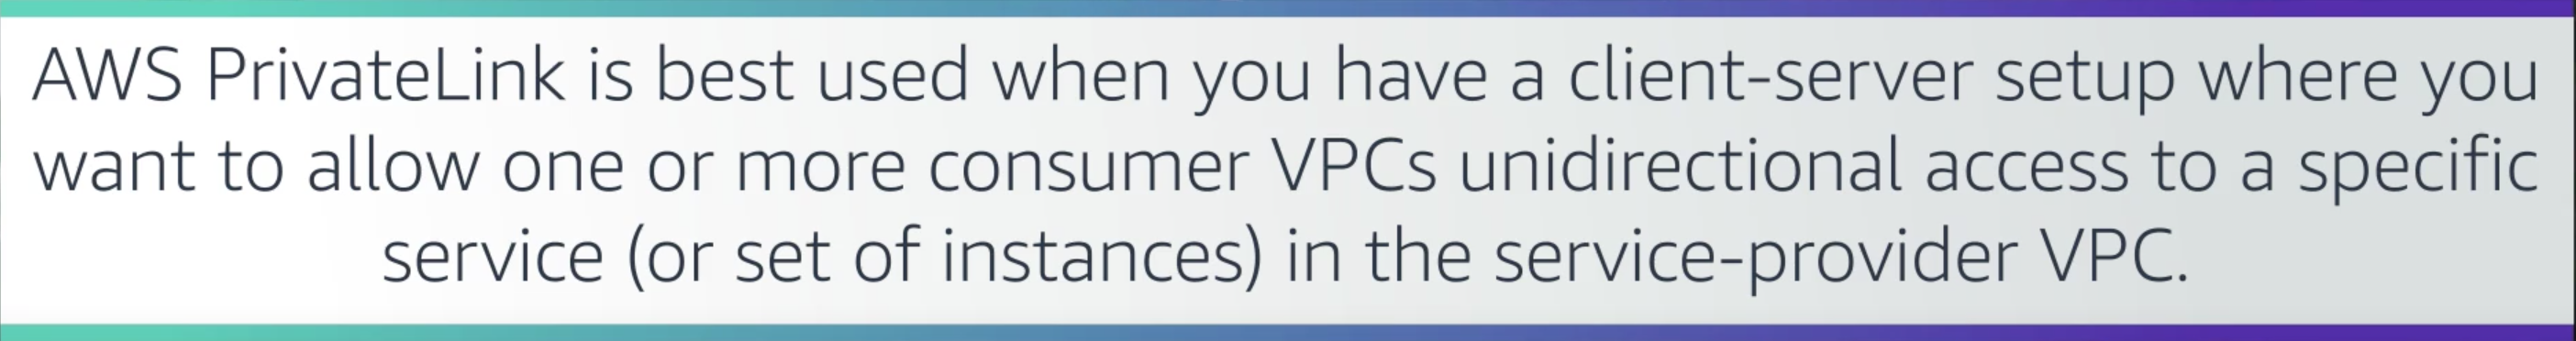 AWS PrivateLink is best used when you have a client-server setup where you
want to allow one or more consumer VPCs unidirectional access to a specific
service (or set of instances) in the service-provider VPC.